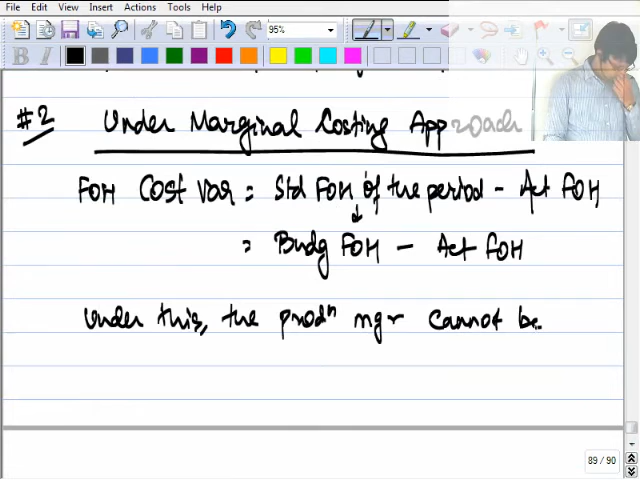 File Edit View Insert Actions Tools Help
95%
B I
#2 Under Marginal Costing Approach
FOH Cost Var = Std FOH of the period - Act FOH
= Budg FOH - Act FOH
Under this, the prodn mgr cannot be
89 / 90